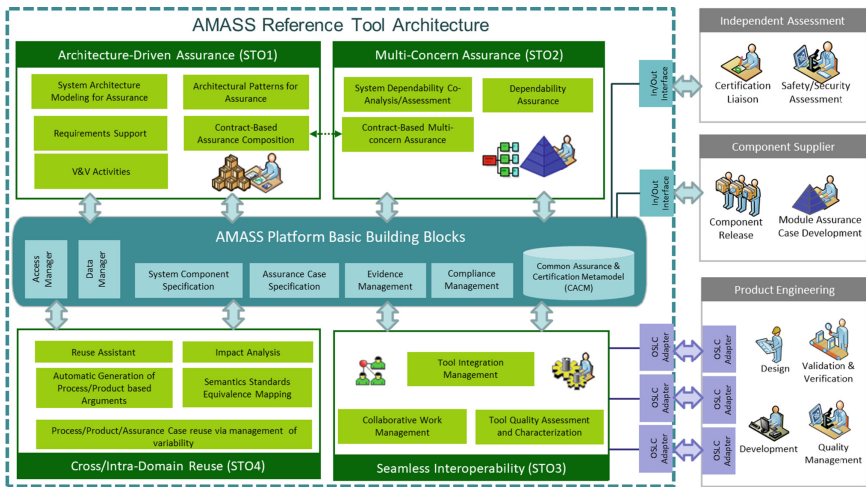 AMASS Reference Tool Architecture
Architecture-Driven Assurance (STO1)
System Architecture
Modeling for Assurance
Architectural Patterns for
Assurance
Requirements Support
Contract-Based
Assurance Composition
V&V Activities
Multi-Concern Assurance (STO2)
System Dependability Co-
Analysis/Assessment
Dependability
Assurance
Contract-Based Multi-
concern Assurance
AMASS Platform Basic Building Blocks
Access
Manager
Data
Manager
System Component
Specification
Assurance Case
Specification
Evidence
Management
Compliance
Management
Common Assurance &
Certification Metamodel
(CACM)
Reuse Assistant
Impact Analysis
Automatic Generation of
Process/Product based
Arguments
Semantics Standards
Equivalence Mapping
Process/Product/Assurance Case reuse via management of
variability
Cross/Intra-Domain Reuse (STO4)
Tool Integration
Management
Collaborative Work
Management
Tool Quality Assessment
and Characterization
Seamless Interoperability (STO3)
In/Out
Interface
In/Out
Interface
OSLC
Adapter
OSLC
Adapter
OSLC
Adapter
OSLC
Adapter
OSLC
Adapter
OSLC
Adapter
Independent Assessment
Certification
Liaison
Safety/Security
Assessment
Component Supplier
Component
Release
Module Assurance
Case Development
Product Engineering
Design
Validation &
Verification
Development
Quality
Management